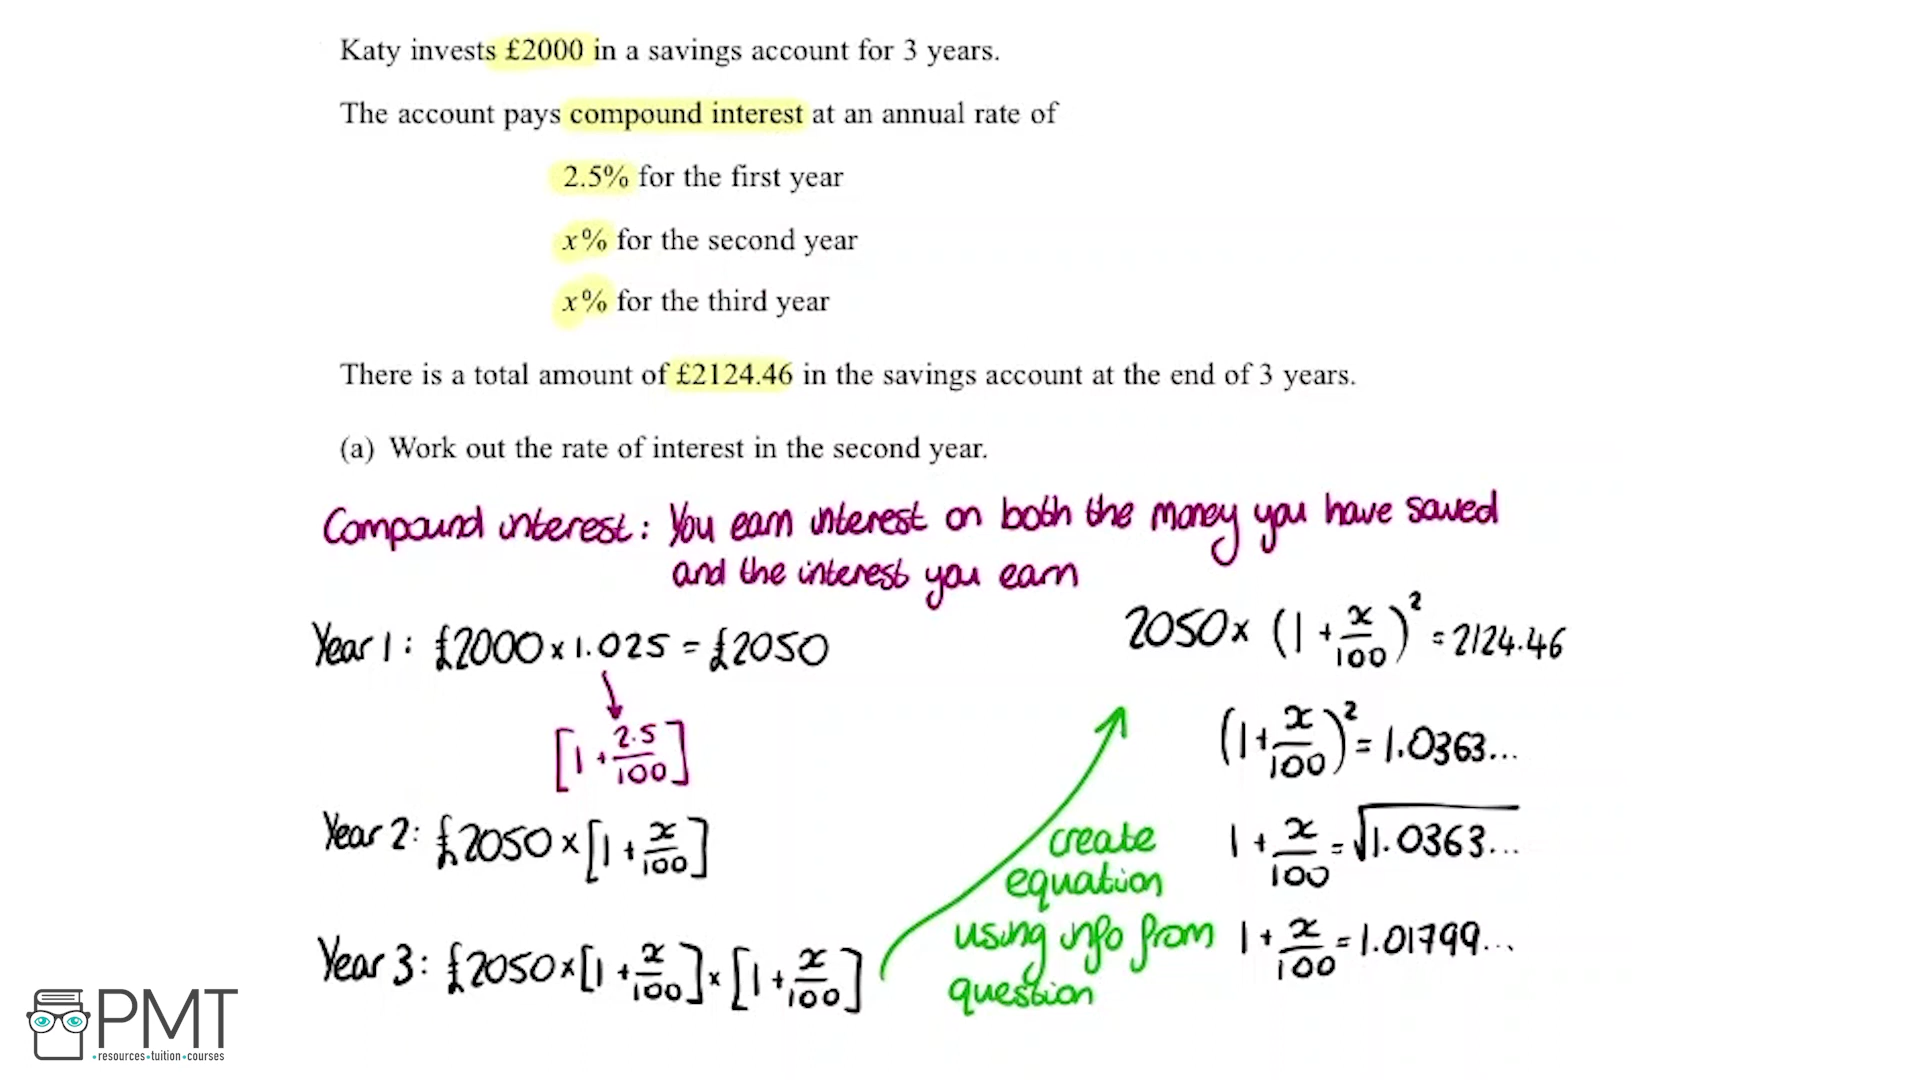 Katy invests £2000 in a savings account for 3 years.
The account pays compound interest at an annual rate of
2.5% for the first year
x% for the second year
x% for the third year
There is a total amount of £2124.46 in the savings account at the end of 3 years.
(a) Work out the rate of interest in the second year.
Compound interest: You earn interest on both the money you have saved
and the interest you earn
Year 1: £2000 x 1.025 = £2050
[1 + 2.5/100]
Year 2: £2050 x [1 + x/100]
Year 3: £2050 x [1 + x/100] x [1 + x/100]
create
equation
using info from
question
2050 x (1 + x/100)² = 2124.46
(1 + x/100)² = 1.0363...
1 + x/100 = √1.0363...
1 + x/100 = 1.01799...
PMT
•resources•tuition•courses